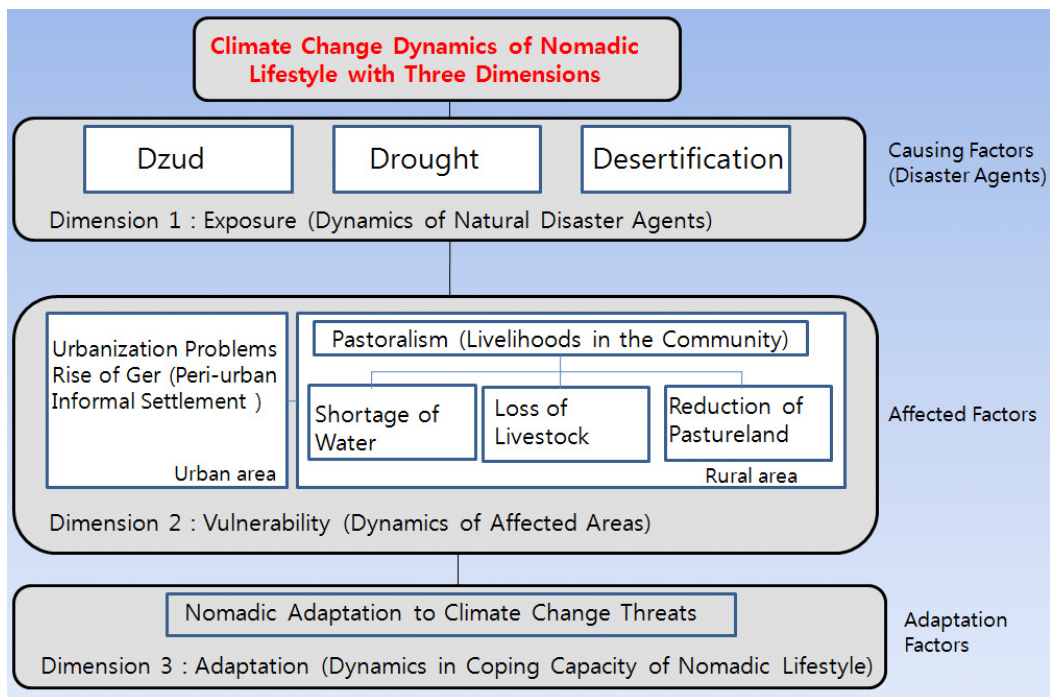 Climate Change Dynamics of Nomadic
Lifestyle with Three Dimensions
Dzud
Drought
Desertification
Dimension 1 : Exposure (Dynamics of Natural Disaster Agents)
Causing Factors
(Disaster Agents)
Urbanization Problems
Rise of Ger (Peri-urban
Informal Settlement )
Urban area
Pastoralism (Livelihoods in the Community)
Shortage of
Water
Loss of
Livestock
Reduction of
Pastureland
Rural area
Dimension 2 : Vulnerability (Dynamics of Affected Areas)
Affected Factors
Nomadic Adaptation to Climate Change Threats
Dimension 3 : Adaptation (Dynamics in Coping Capacity of Nomadic Lifestyle)
Adaptation
Factors